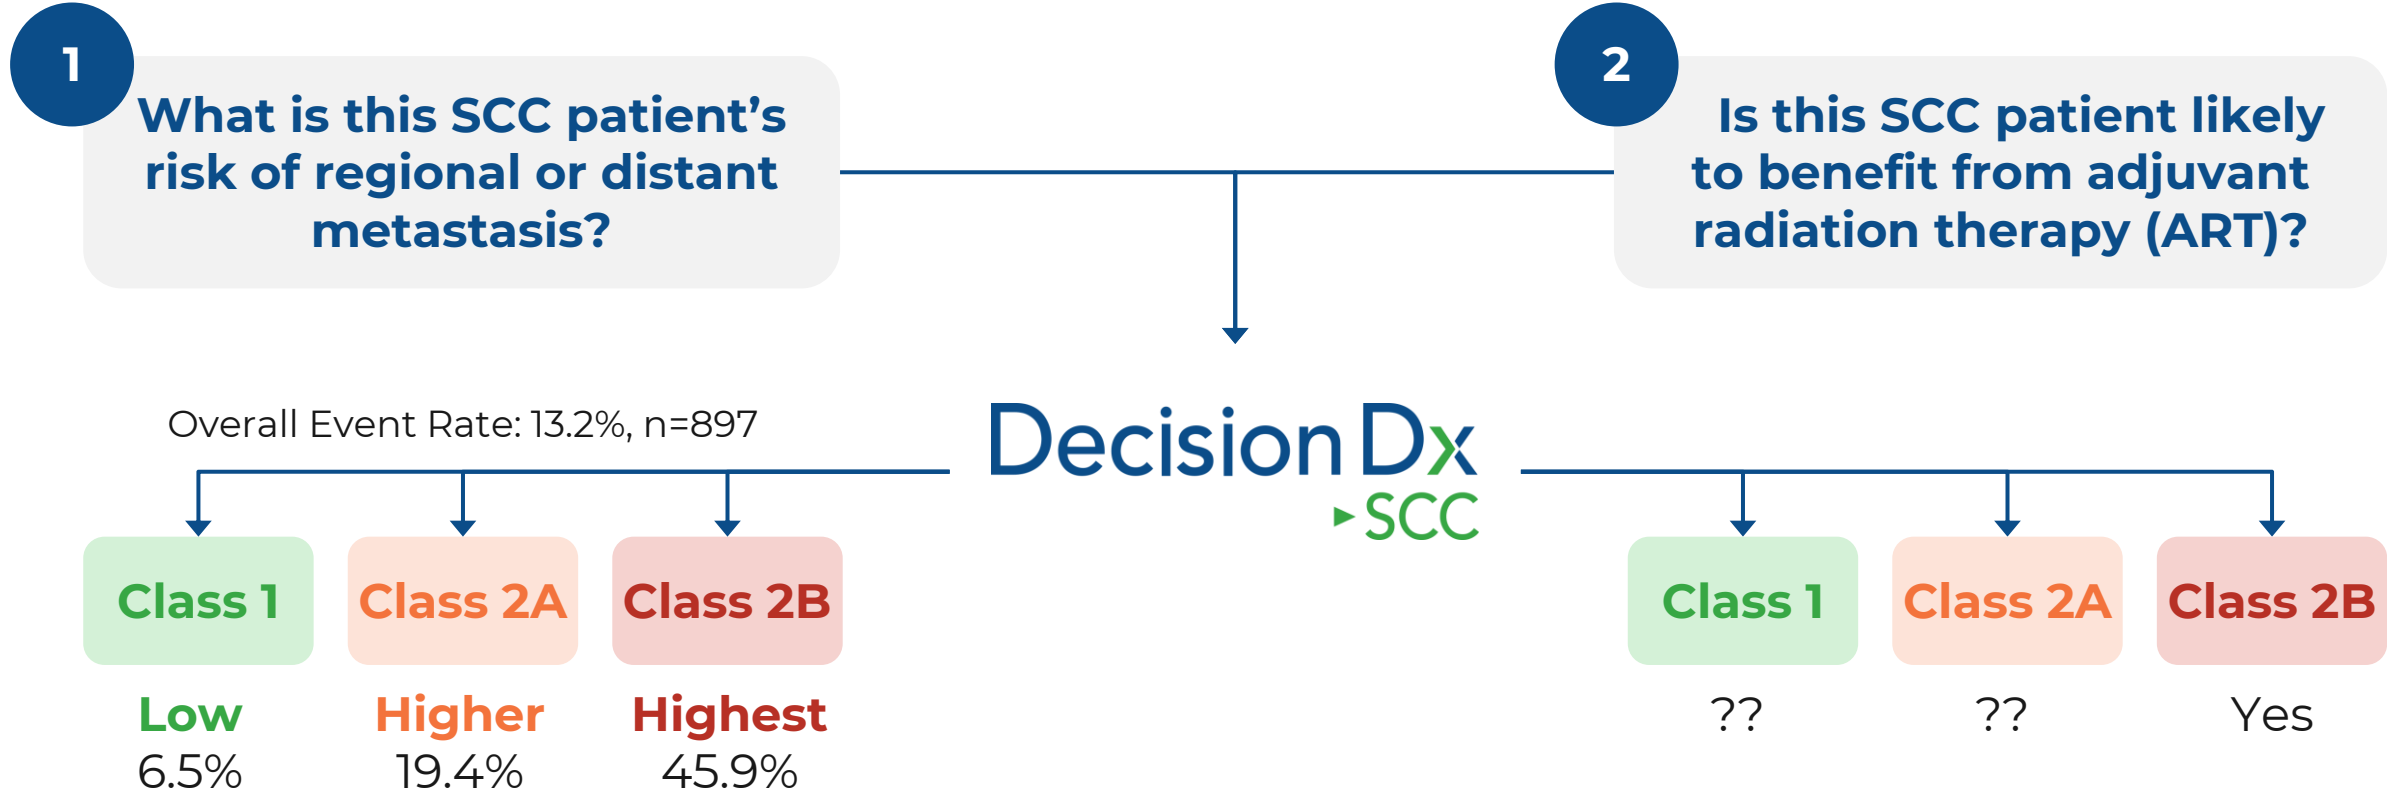 1
What is this SCC patient’s
risk of regional or distant
metastasis?
2
Is this SCC patient likely
to benefit from adjuvant
radiation therapy (ART)?
Overall Event Rate: 13.2%, n=897
DecisionDx
SCC
Class 1
Class 2A
Class 2B
Low
Higher
Highest
6.5%
19.4%
45.9%
Class 1
Class 2A
Class 2B
??
??
Yes